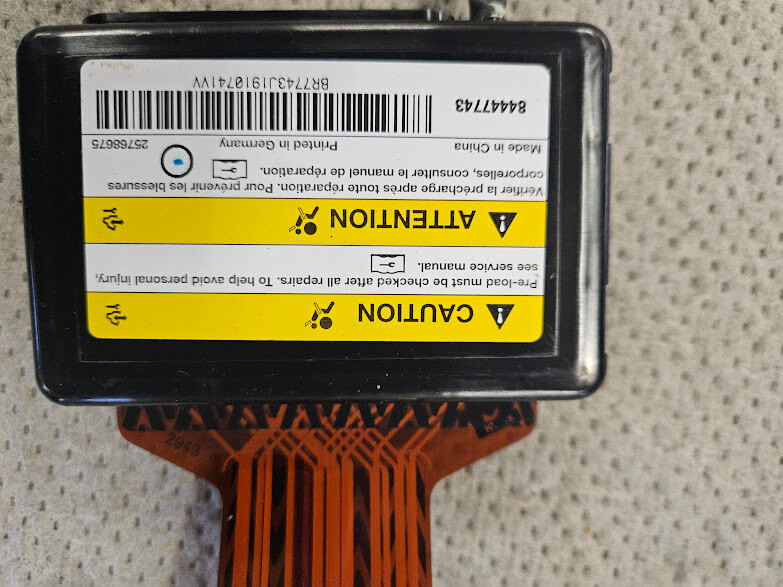 CAUTION
Pre-load must be checked after all repairs. To help avoid personal injury,
see service manual.
ATTENTION
Vérifier la précharge après toute réparation. Pour prévenir les blessures
corporelles, consulter le manuel de réparation.
Made in China Printed in Germany 25768675
84447743
BR7743J1910741VV
2943